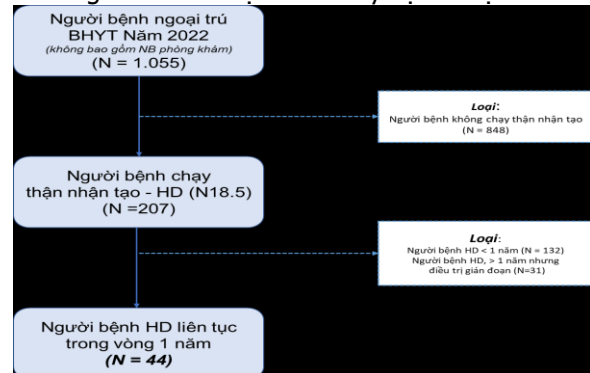 Người bệnh ngoại trú
BHYT Năm 2022
(không bao gồm NB phòng khám)
(N = 1.055)
Loại:
Người bệnh không chạy thận nhận tạo
(N = 848)
Người bệnh chạy
thận nhận tạo - HD (N18.5)
(N =207)
Loại:
Người bệnh HD < 1 năm (N = 132)
Người bệnh HD, > 1 năm nhưng
điều trị gián đoạn (N=31)
Người bệnh HD liên tục
trong vòng 1 năm
(N = 44)